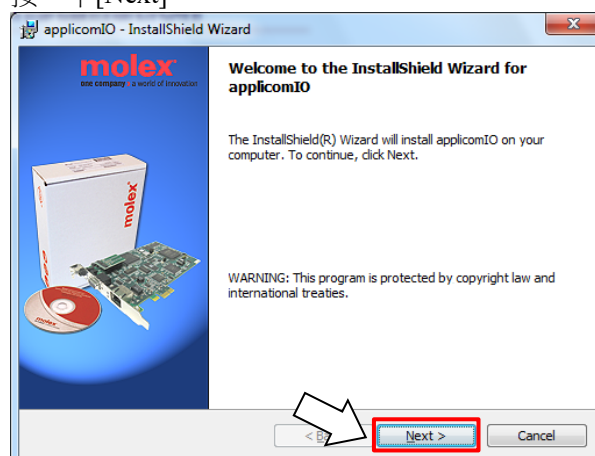 [Next]
applicomIO - InstallShield Wizard
molex
one company › a world of innovation
Welcome to the InstallShield Wizard for
applicomIO
The InstallShield(R) Wizard will install applicomIO on your
computer. To continue, click Next.
molex
molex
WARNING: This program is protected by copyright law and
international treaties.
Next >
Cancel